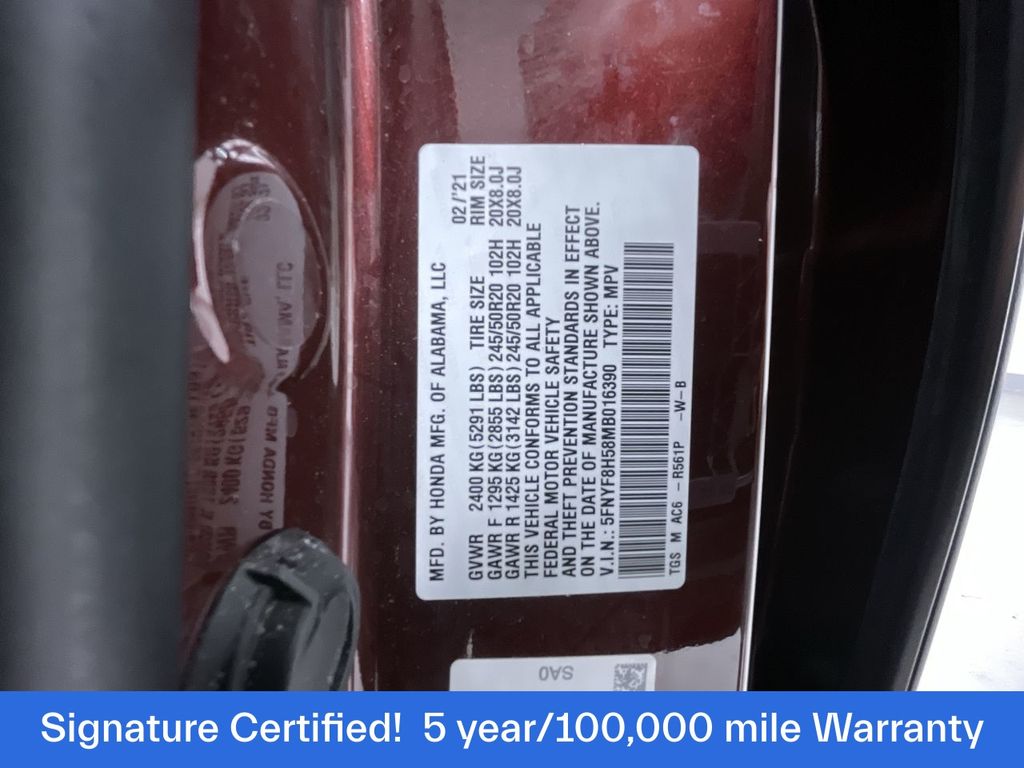 MFD. BY HONDA MFG. OF ALABAMA, LLC 02/'21
GVWR 2400 KG(5291 LBS) TIRE SIZE RIM SIZE
GAWR F 1295 KG(2855 LBS) 245/50R20 102H 20X8.0J
GAWR R 1425 KG(3142 LBS) 245/50R20 102H 20X8.0J
THIS VEHICLE CONFORMS TO ALL APPLICABLE
FEDERAL MOTOR VEHICLE SAFETY
AND THEFT PREVENTION STANDARDS IN EFFECT
ON THE DATE OF MANUFACTURE SHOWN ABOVE.
V.I.N.: 5FNYF8H58MB016390 TYPE: MPV
TGS M AC6 -R561P -W-B
SA0
Signature Certified! 5 year/100,000 mile Warranty